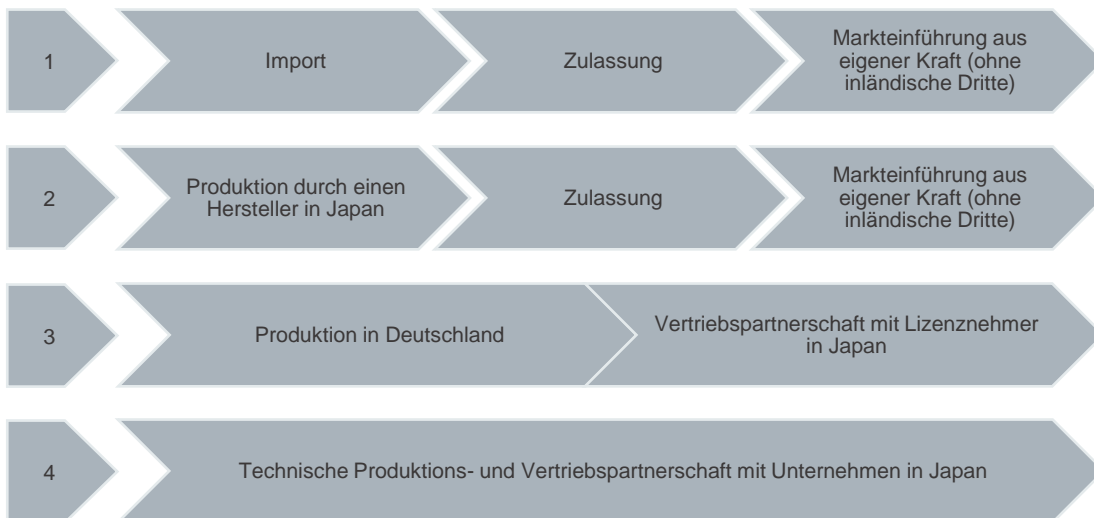 1
Import
Zulassung
Markteinführung aus
eigener Kraft (ohne
inländische Dritte)
2
Produktion durch einen
Hersteller in Japan
Zulassung
Markteinführung aus
eigener Kraft (ohne
inländische Dritte)
3
Produktion in Deutschland
Vertriebspartnerschaft mit Lizenznehmer
in Japan
4
Technische Produktions- und Vertriebspartnerschaft mit Unternehmen in Japan